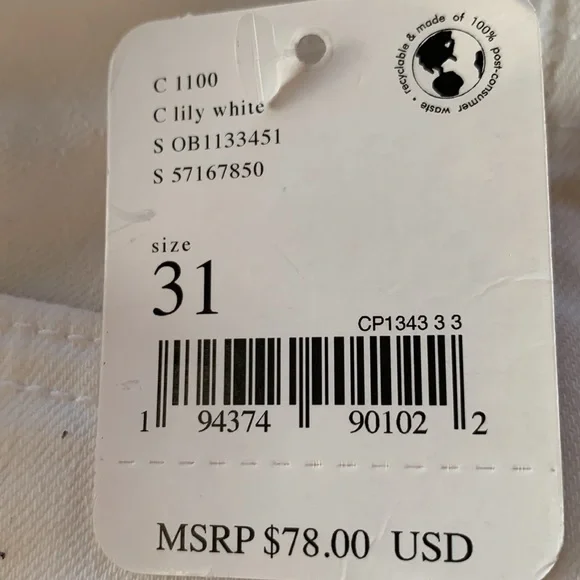 recyclable & made of 100% post-consumer waste •
C 1100
C lily white
S OB1133451
S 57167850
size
31
CP1343 3 3
1 94374 90102 2
MSRP $78.00 USD